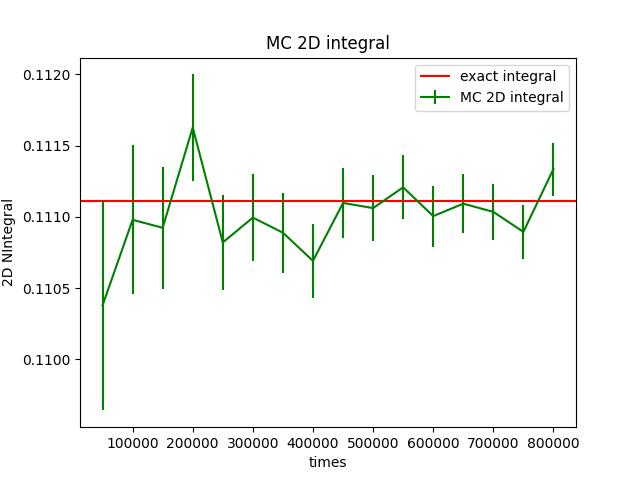 MC 2D integral
exact integral
MC 2D integral
0.1120
0.1115
0.1110
0.1105
0.1100
2D NIntegral
100000 200000 300000 400000 500000 600000 700000 800000
times